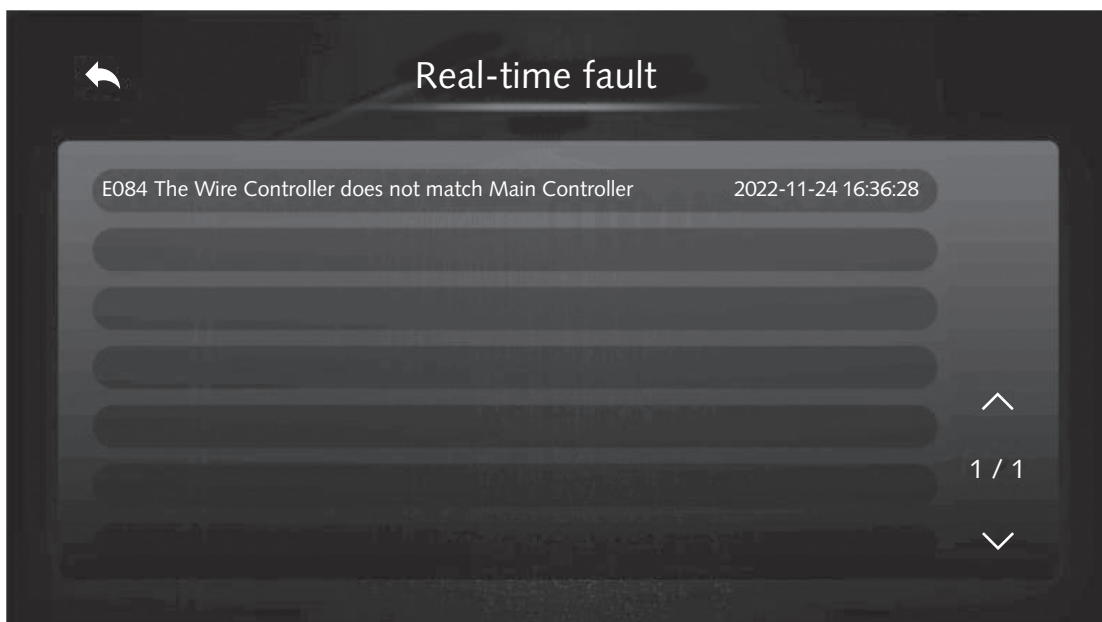 Real-time fault
E084 The Wire Controller does not match Main Controller 2022-11-24 16:36:28
1 / 1